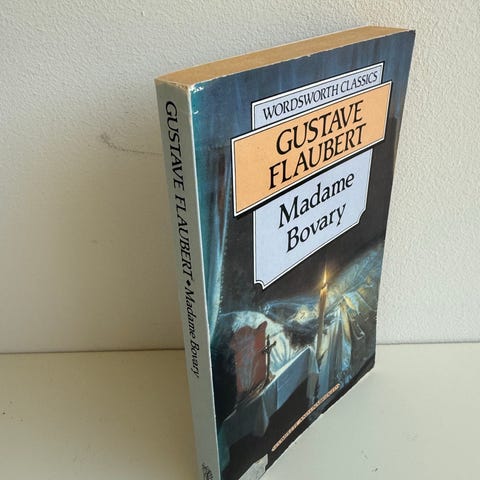 WORDSWORTH CLASSICS
GUSTAVE
FLAUBERT
Madame
Bovary
GUSTAVE FLAUBERT • Madame Bovary